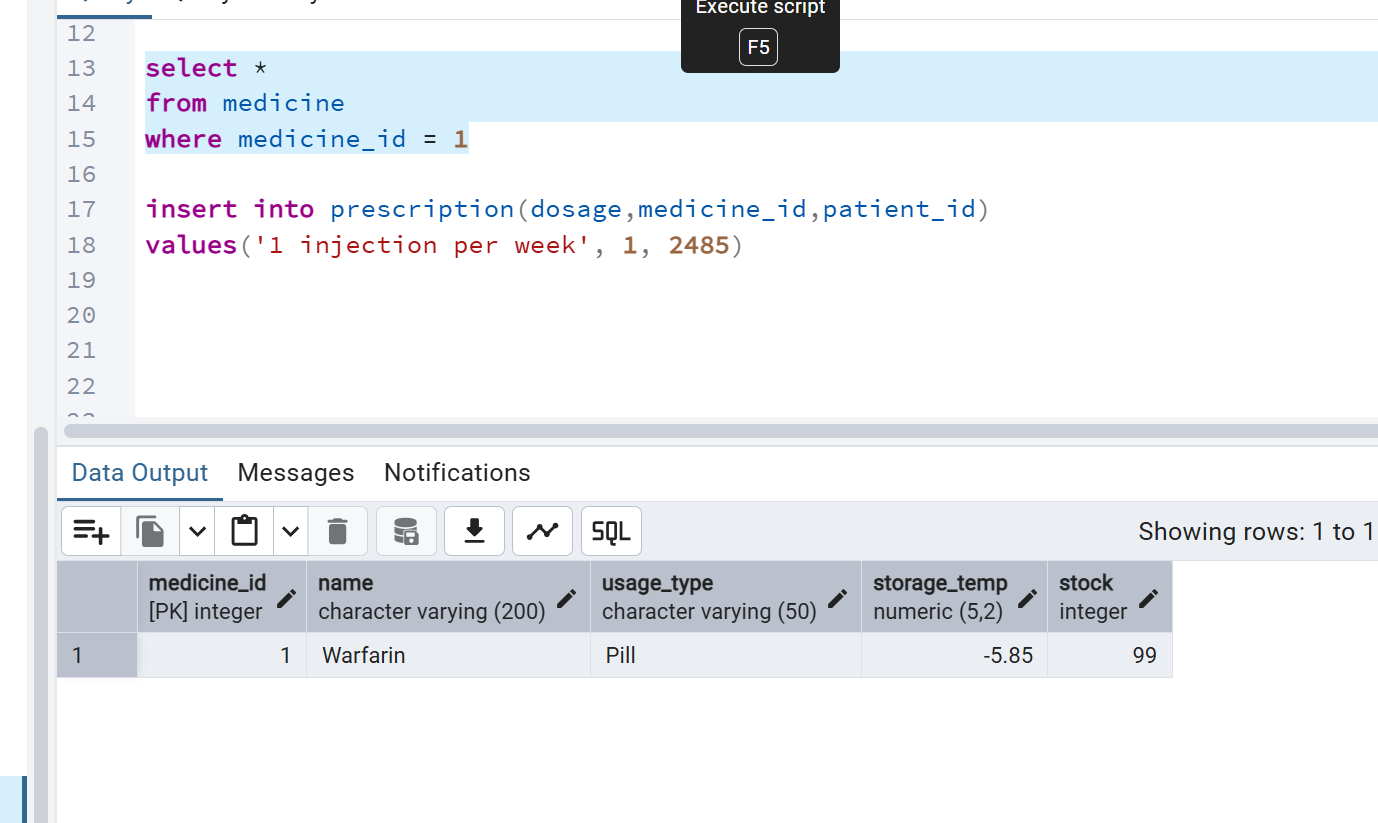 Execute script
F5
12
13 select *
14 from medicine
15 where medicine_id = 1
16
17 insert into prescription(dosage,medicine_id,patient_id)
18 values('1 injection per week', 1, 2485)
19
20
21
22
Data Output Messages Notifications
SQL
Showing rows: 1 to 1
medicine_id name usage_type storage_temp stock
[PK] integer character varying (200) character varying (50) numeric (5,2) integer
1 1 Warfarin Pill -5.85 99